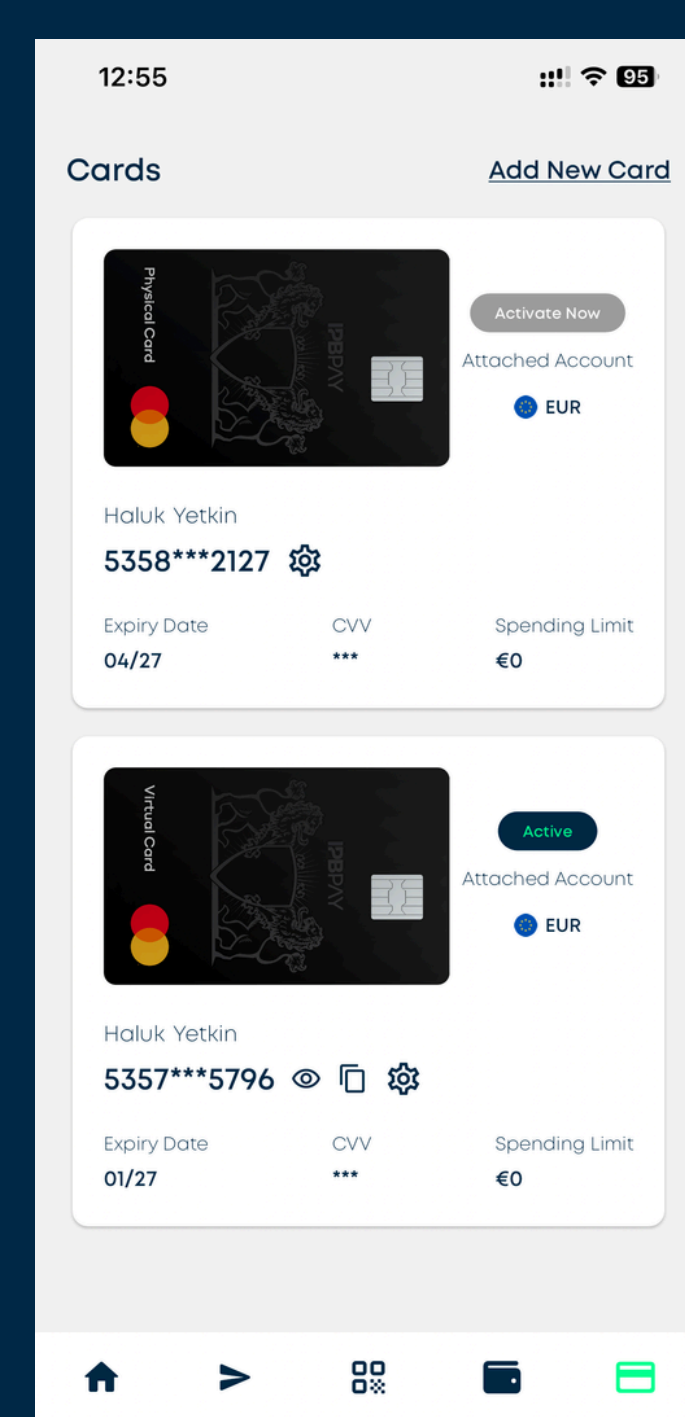 12:55
95
Cards
Add New Card
Physical Card
IPBPAY
Activate Now
Attached Account
EUR
Haluk Yetkin
5358***2127
Expiry Date
CVV
Spending Limit
04/27
***
€0
Virtual Card
IPBPAY
Active
Attached Account
EUR
Haluk Yetkin
5357***5796
Expiry Date
CVV
Spending Limit
01/27
***
€0